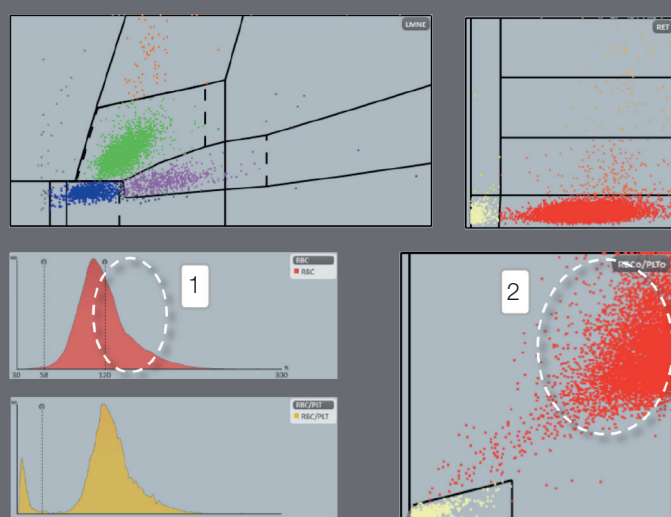 LMNE
RET
RBC
RBC
1
30
58
120
300
RBCo/PLTo
2
RBC/PLT
RBC/PLT